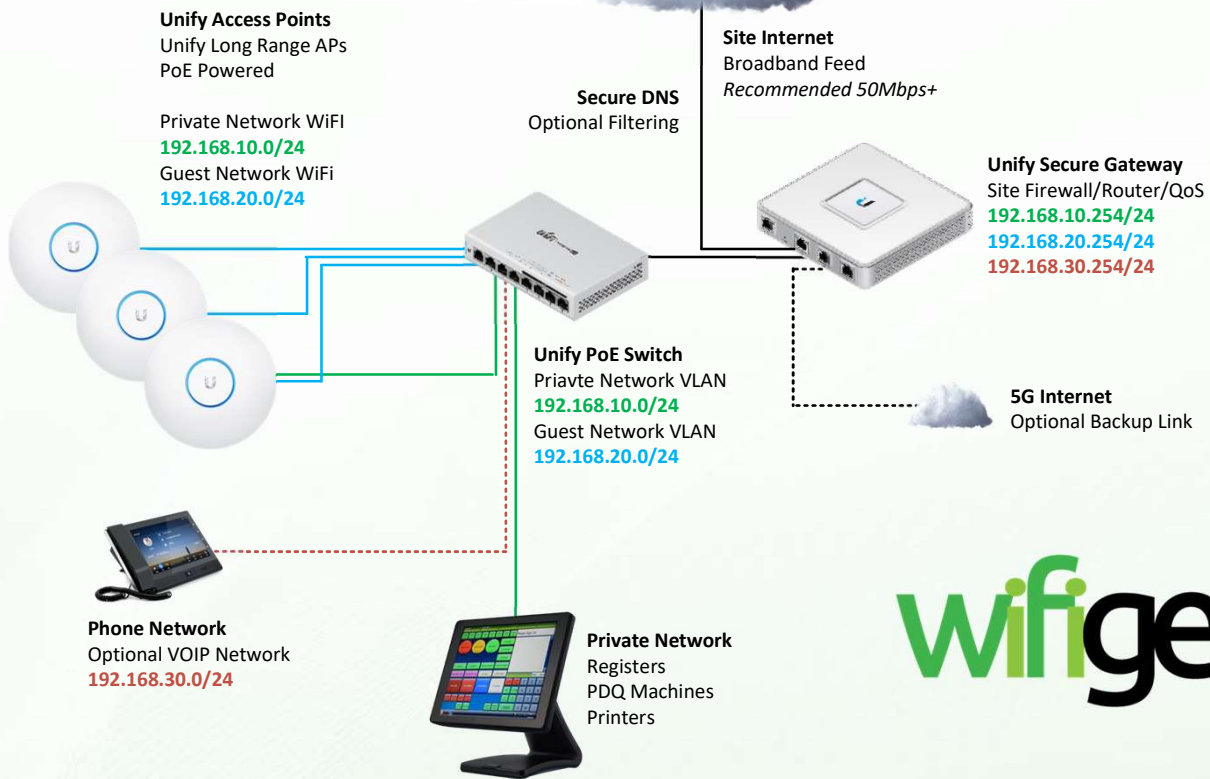 Unify Access Points
Unify Long Range APs
PoE Powered
Private Network WiFI
192.168.10.0/24
Guest Network WiFi
192.168.20.0/24
Site Internet
Broadband Feed
Recommended 50Mbps+
Secure DNS
Optional Filtering
Unify Secure Gateway
Site Firewall/Router/QoS
192.168.10.254/24
192.168.20.254/24
192.168.30.254/24
Unify PoE Switch
Priavte Network VLAN
192.168.10.0/24
Guest Network VLAN
192.168.20.0/24
5G Internet
Optional Backup Link
Phone Network
Optional VOIP Network
192.168.30.0/24
Private Network
Registers
PDQ Machines
Printers
wifige